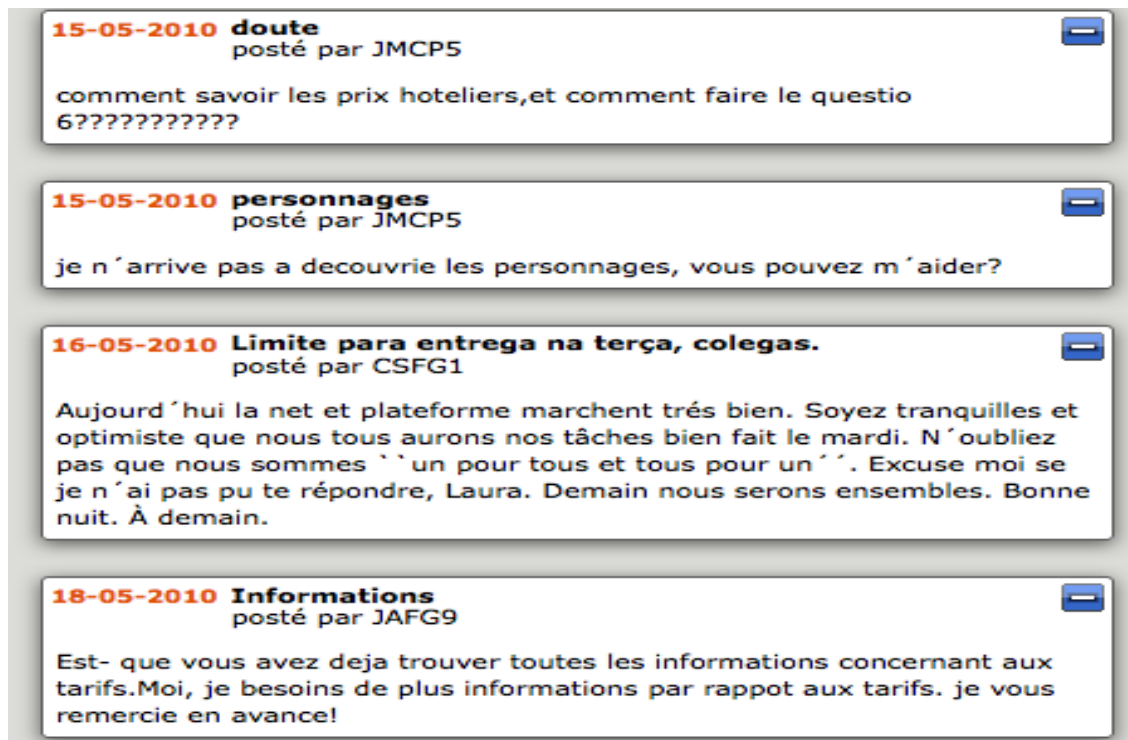 15-05-2010 doute
posté par JMCP5
comment savoir les prix hoteliers,et comment faire le questio
6???????????
15-05-2010 personnages
posté par JMCP5
je n´arrive pas a decouvrie les personnages, vous pouvez m´aider?
16-05-2010 Limite para entrega na terça, colegas.
posté par CSFG1
Aujourd´hui la net et plateforme marchent trés bien. Soyez tranquilles et
optimiste que nous tous aurons nos tâches bien fait le mardi. N´oubliez
pas que nous sommes ``un pour tous et tous pour un´´. Excuse moi se
je n´ai pas pu te répondre, Laura. Demain nous serons ensembles. Bonne
nuit. À demain.
18-05-2010 Informations
posté par JAFG9
Est- que vous avez deja trouver toutes les informations concernant aux
tarifs.Moi, je besoins de plus informations par rappot aux tarifs. je vous
remercie en avance!